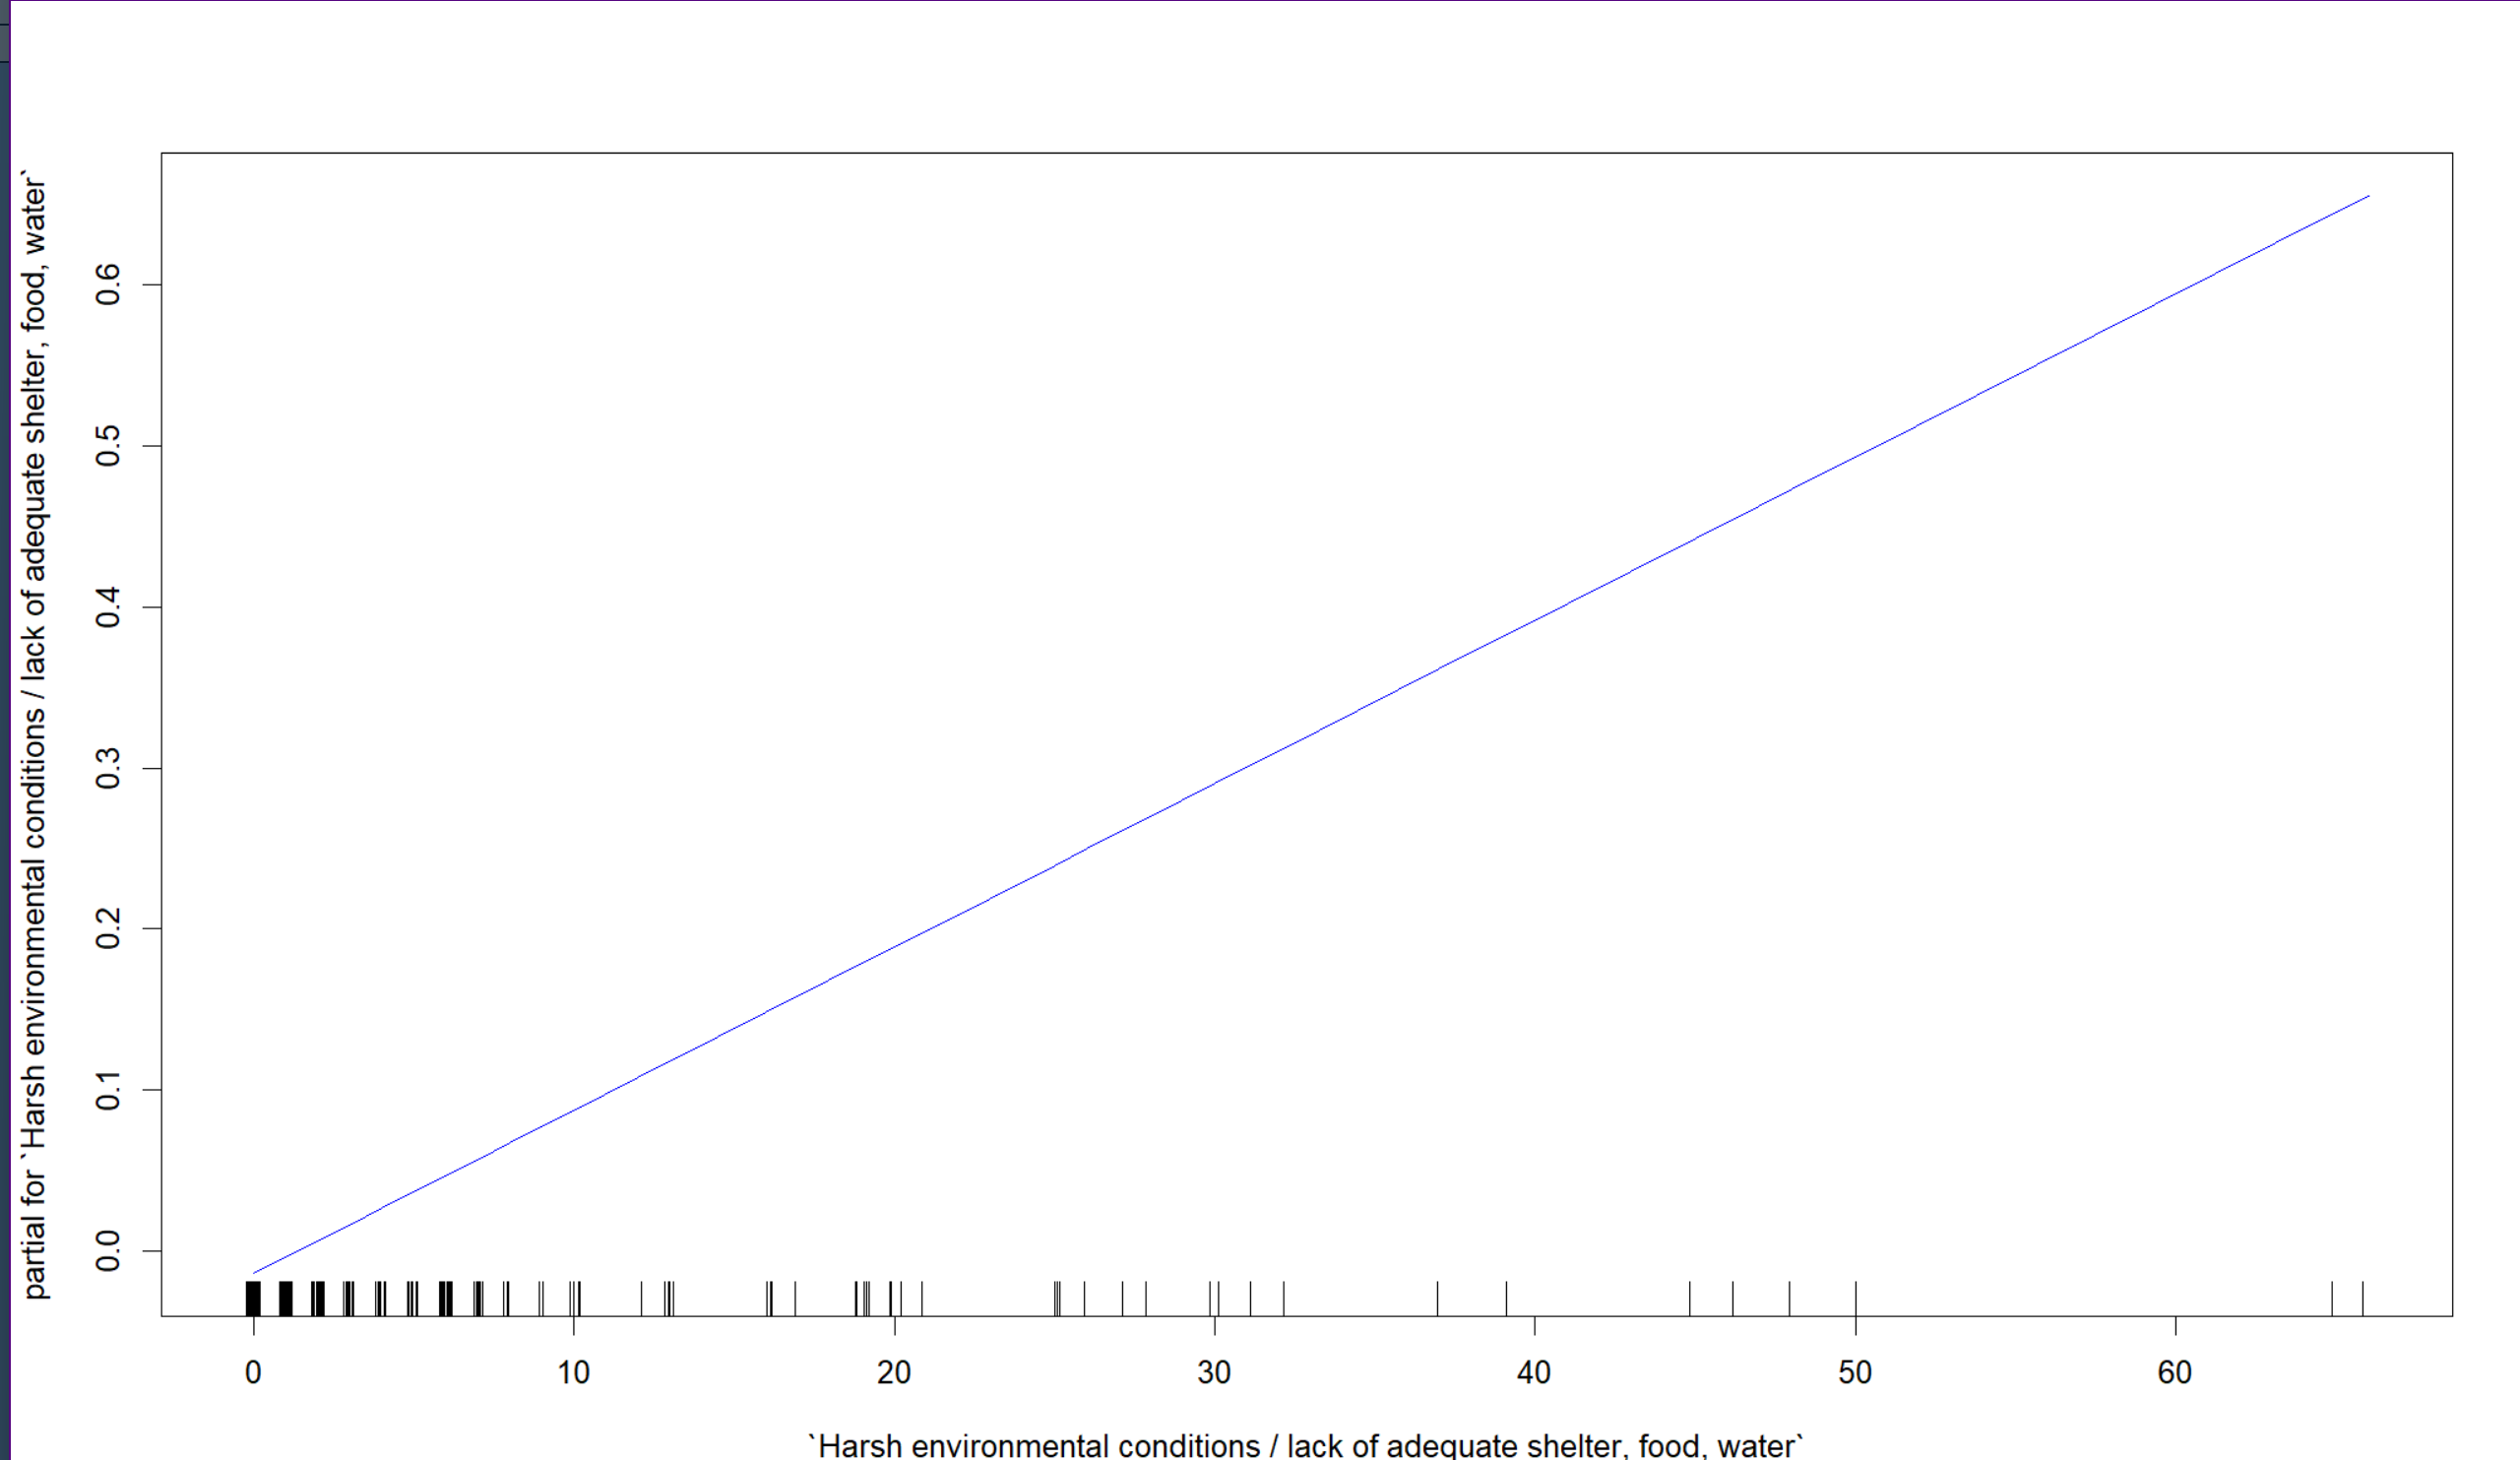 partial for `Harsh environmental conditions / lack of adequate shelter, food, water`
0.6
0.5
0.4
0.3
0.2
0.1
0.0
0 10 20 30 40 50 60
`Harsh environmental conditions / lack of adequate shelter, food, water`